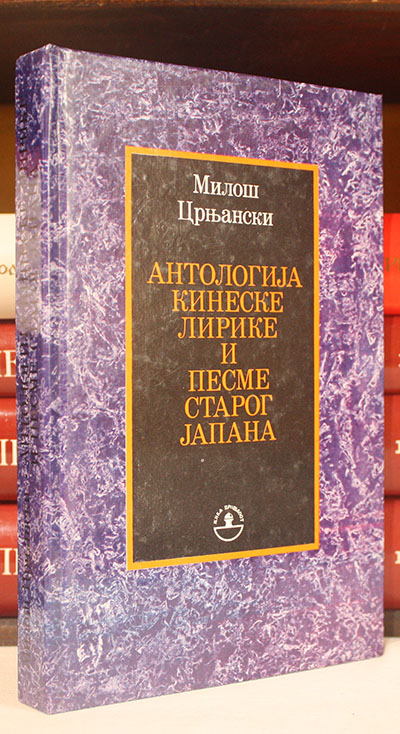 Милош
Црњански
АНТОЛОГИЈА
КИНЕСКЕ
ЛИРИКЕ
И
ПЕСМЕ
СТАРОГ
ЈАПАНА